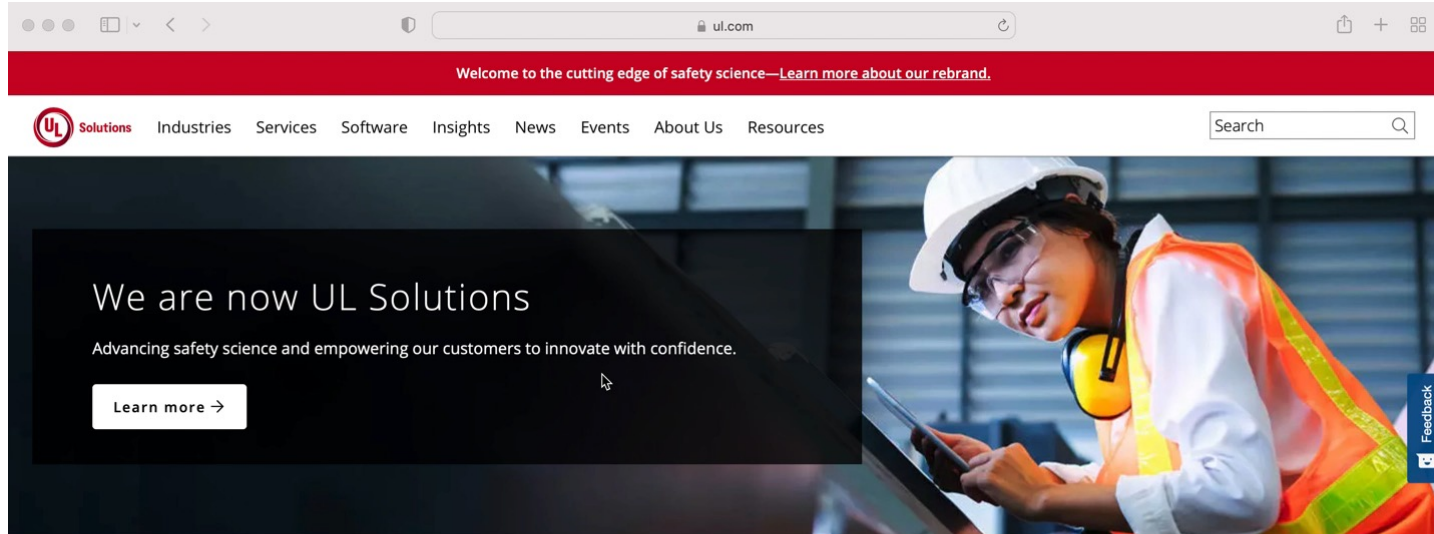 ul.com
Welcome to the cutting edge of safety science—Learn more about our rebrand.
UL Solutions Industries Services Software Insights News Events About Us Resources Search
We are now UL Solutions
Advancing safety science and empowering our customers to innovate with confidence.
Learn more →
Feedback